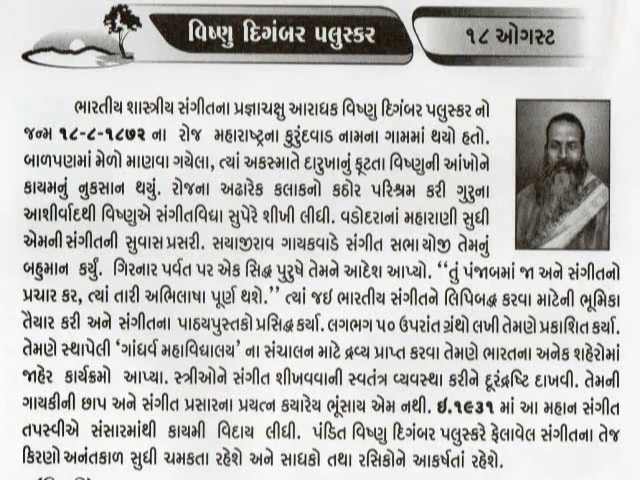 વિષ્ણુ દિગંબર પલુસ્કર
૧૮ ઓગસ્ટ
ભારતીય શાસ્ત્રીય સંગીતના પ્રજ્ઞાચક્ષુ આરાધક વિષ્ણુ દિગંબર પલુસ્કર નો
જન્મ ૧૮-૮-૧૮૭૨ ના રોજ મહારાષ્ટ્રના કુરુંદવાડ નામના ગામમાં થયો હતો.
બાળપણમાં મેળો માણવા ગયેલા, ત્યાં અકસ્માતે દારુખાનું ફૂટતા વિષ્ણુની આંખોને
કાયમનું નુકસાન થયું. રોજના અઢારેક કલાકનો કઠોર પરિશ્રમ કરી ગુરુના
આશીર્વાદથી વિષ્ણુએ સંગીતવિદ્યા સુપેરે શીખી લીધી. વડોદરાનાં મહારાણી સુધી
એમની સંગીતની સુવાસ પ્રસરી. સયાજીરાવ ગાયકવાડે સંગીત સભા યોજી તેમનું
બહુમાન કર્યું. ગિરનાર પર્વત પર એક સિદ્ધ પુરુષે તેમને આદેશ આપ્યો. “તું પંજાબમાં જા અને સંગીતનો
પ્રચાર કર, ત્યાં તારી અભિલાષા પૂર્ણ થશે.” ત્યાં જઇ ભારતીય સંગીતને લિપિબદ્ધ કરવા માટેની ભૂમિકા
તૈયાર કરી અને સંગીતના પાઠયપુસ્તકો પ્રસિદ્ધ કર્યા. લગભગ ૫૦ ઉપરાંત ગ્રંથો લખી તેમણે પ્રકાશિત કર્યા.
તેમણે સ્થાપેલી ‘ગાંધર્વ મહાવિદ્યાલય’ ના સંચાલન માટે દ્રવ્ય પ્રાપ્ત કરવા તેમણે ભારતના અનેક શહેરોમાં
જાહેર કાર્યક્રમો આપ્યા. સ્ત્રીઓને સંગીત શીખવવાની સ્વતંત્ર વ્યવસ્થા કરીને દૂરંદ્રષ્ટિ દાખવી. તેમની
ગાયકીની છાપ અને સંગીત પ્રસારના પ્રયત્ન કયારેય ભૂંસાય એમ નથી. ઇ.૧૯૩૧ માં આ મહાન સંગીત
તપસ્વીએ સંસારમાંથી કાયમી વિદાય લીધી. પંડિત વિષ્ણુ દિગંબર પલુસ્કરે ફેલાવેલ સંગીતના તેજ
કિરણો અનંતકાળ સુધી ચમકતા રહેશે અને સાધકો તથા રસિકોને આકર્ષતાં રહેશે.